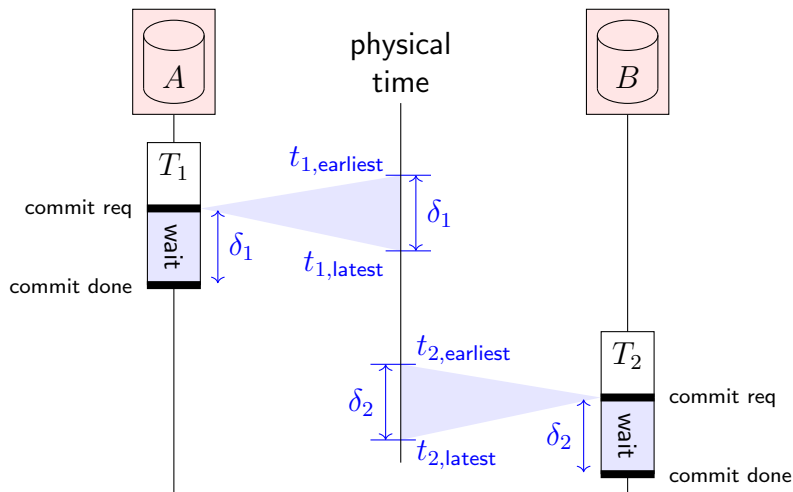 A
physical
time
B
T1
t1,earliest
commit req
δ1
wait
δ1
t1,latest
commit done
t2,earliest
T2
δ2
commit req
δ2
wait
t2,latest
commit done